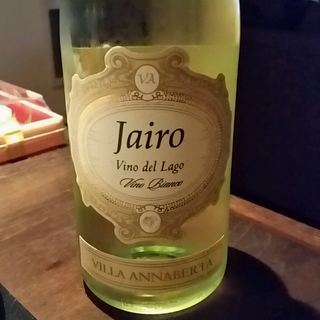 VA
Jairo
Vino del Lago
Vino Bianco
VILLA ANNABERTA